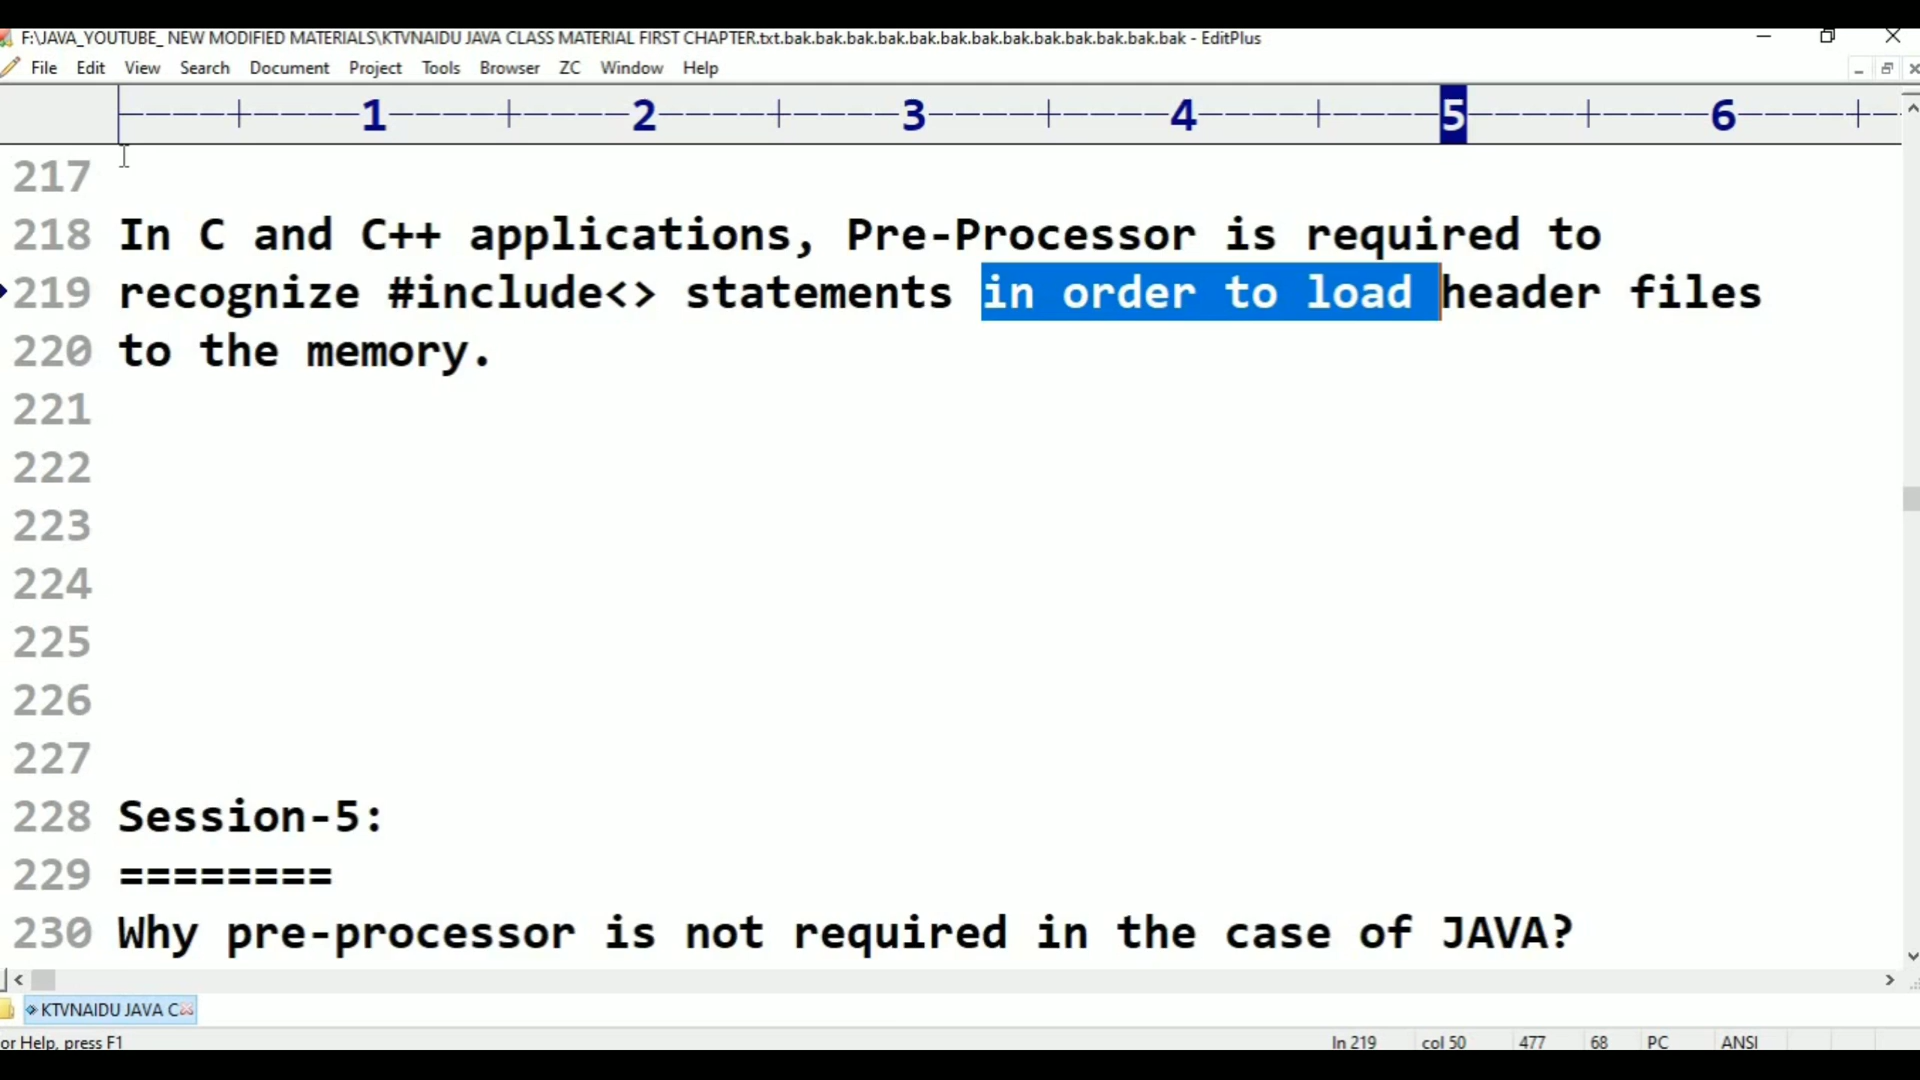 F:\JAVA_YOUTUBE_ NEW MODIFIED MATERIALS\KTVNAIDU JAVA CLASS MATERIAL FIRST CHAPTER.txt.bak.bak.bak.bak.bak.bak.bak.bak.bak.bak.bak.bak.bak - EditPlus
File Edit View Search Document Project Tools Browser ZC Window Help
1 2 3 4 5 6
217
218 In C and C++ applications, Pre-Processor is required to
219 recognize #include<> statements in order to load header files
220 to the memory.
221
222
223
224
225
226
227
228 Session-5:
229 ========
230 Why pre-processor is not required in the case of JAVA?
KTVNAIDU JAVA C
or Help, press F1 ln 219 col 50 477 68 PC ANSI